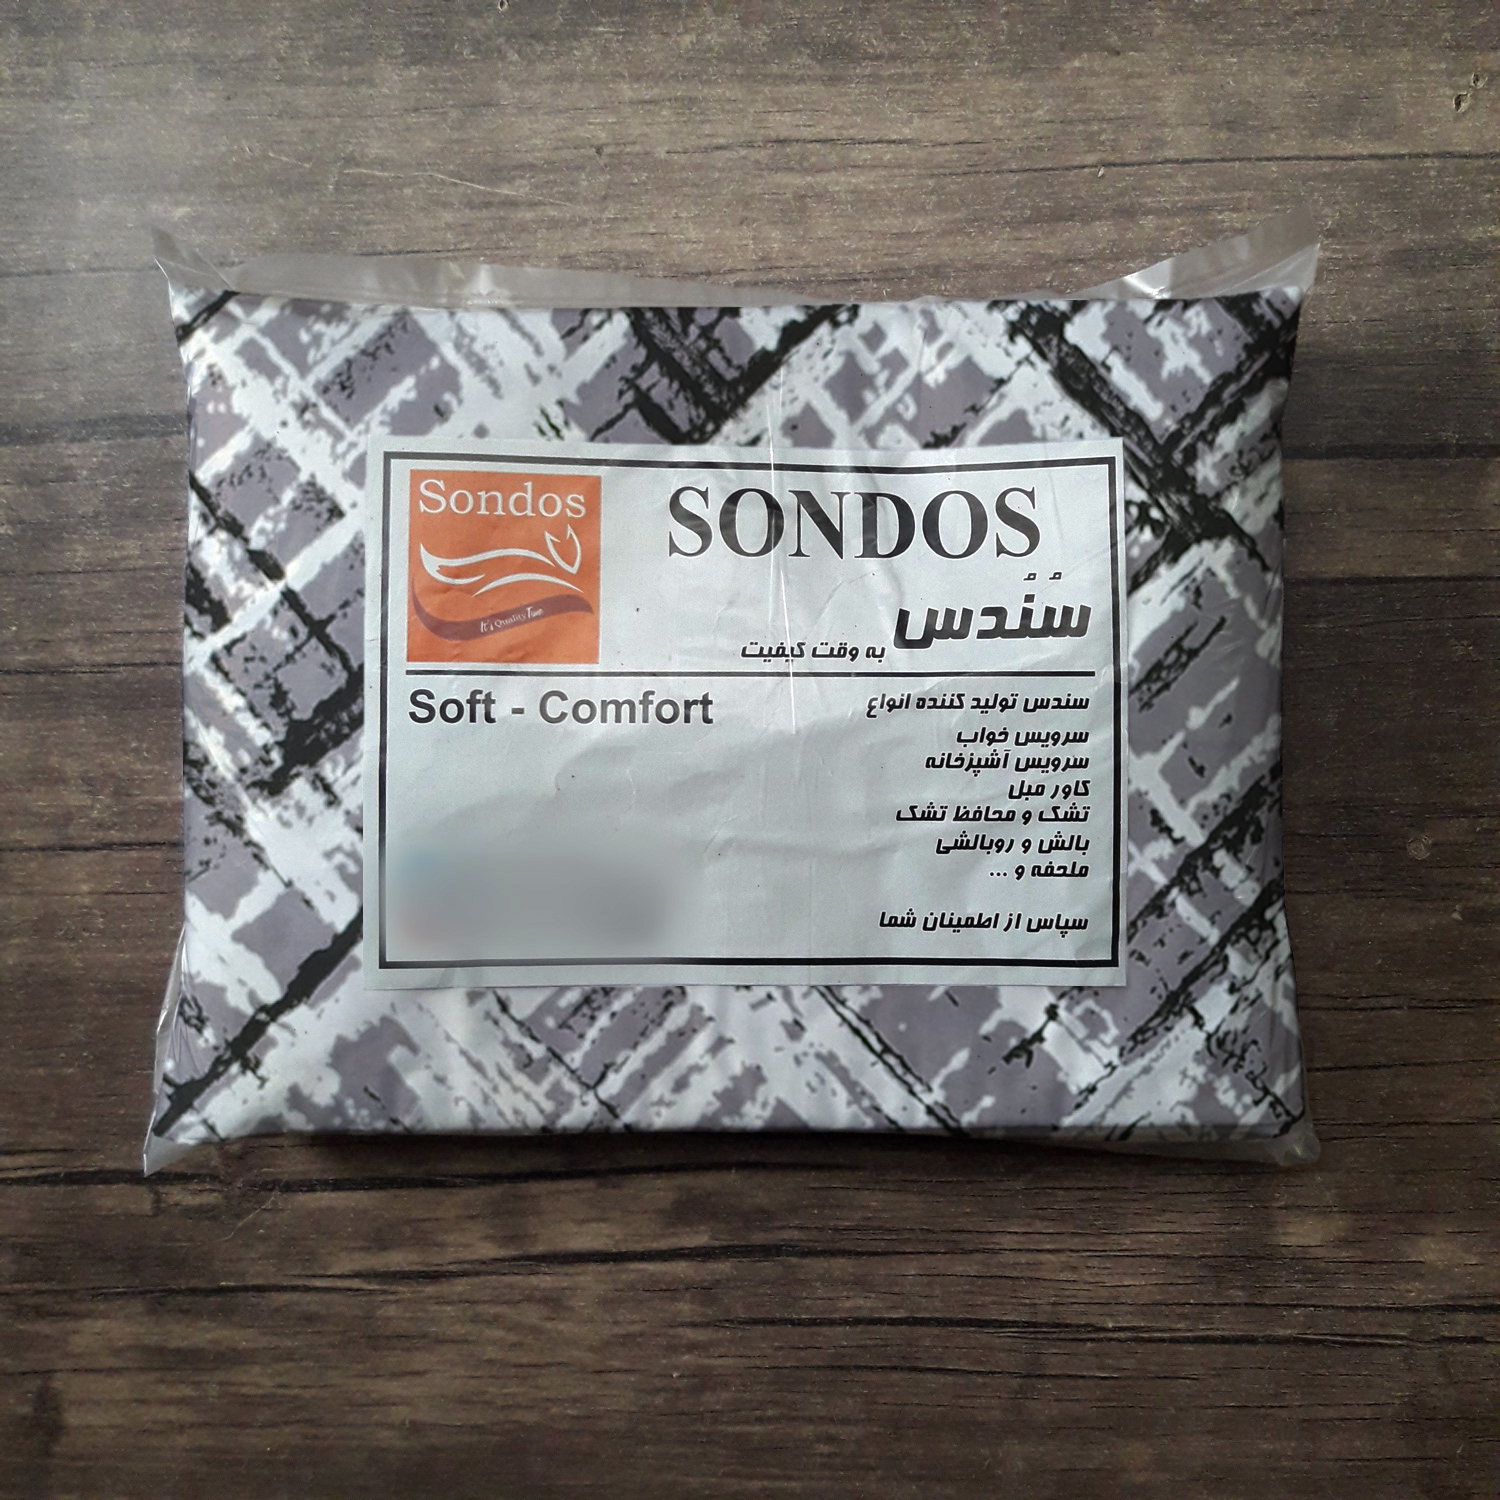 Sondos
It's Quality Time
SONDOS
سُندُس
به وقت کیفیت
Soft - Comfort
سندس تولید کننده انواع
سرویس خواب
سرویس آشپزخانه
کاور مبل
تشک و محافظ تشک
بالش و روبالشی
ملحفه و ...
سپاس از اطمینان شما